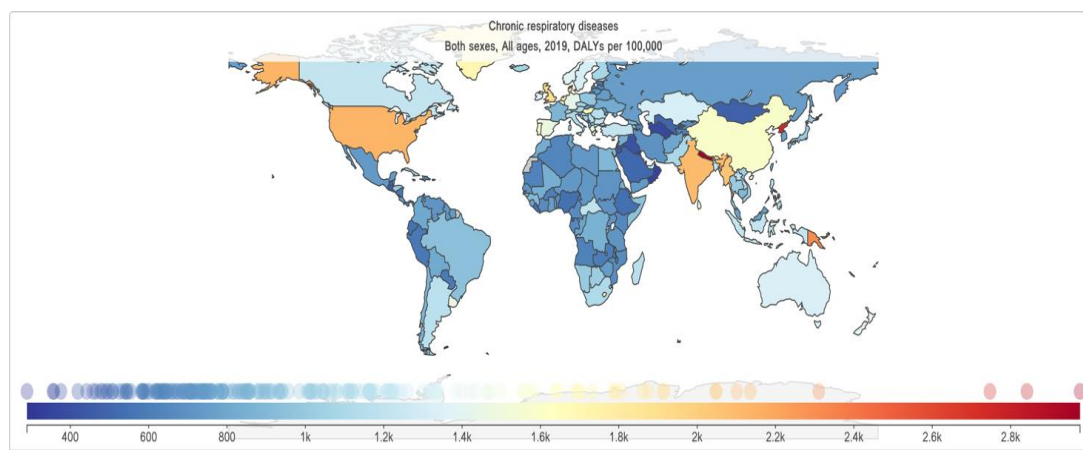 Chronic respiratory diseases
Both sexes, All ages, 2019, DALYs per 100,000
400 600 800 1k 1.2k 1.4k 1.6k 1.8k 2k 2.2k 2.4k 2.6k 2.8k